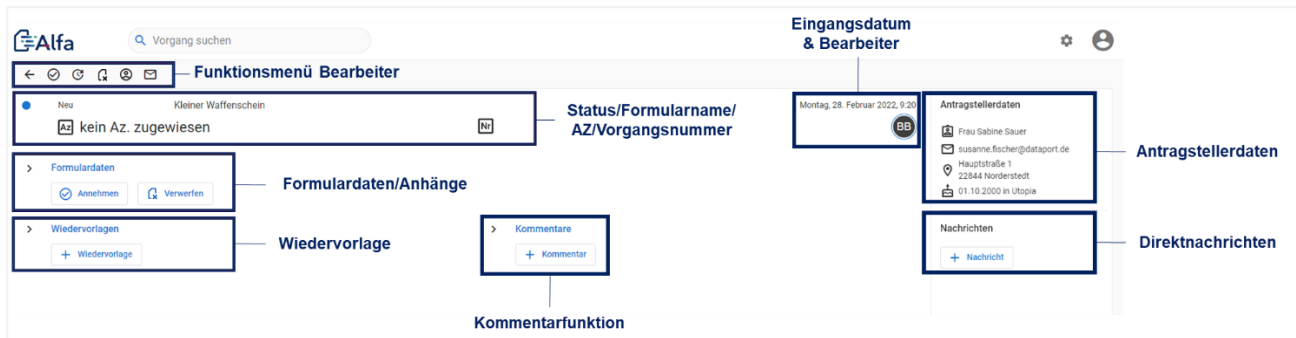 Eingangsdatum
& Bearbeiter
Alfa
Vorgang suchen
Funktionsmenü Bearbeiter
Neu
Kleiner Waffenschein
Az kein Az. zugewiesen
Nr
Status/Formularname/
AZ/Vorgangsnummer
Montag, 28. Februar 2022, 9:20
BB
Antragstellerdaten
Frau Sabine Sauer
susanne.fischer@dataport.de
Hauptstraße 1
22844 Norderstedt
01.10.2000 in Utopia
Antragstellerdaten
Formulardaten
Annehmen
Verwerfen
Formulardaten/Anhänge
Wiedervorlagen
+ Wiedervorlage
Wiedervorlage
Kommentare
+ Kommentar
Kommentarfunktion
Nachrichten
+ Nachricht
Direktnachrichten